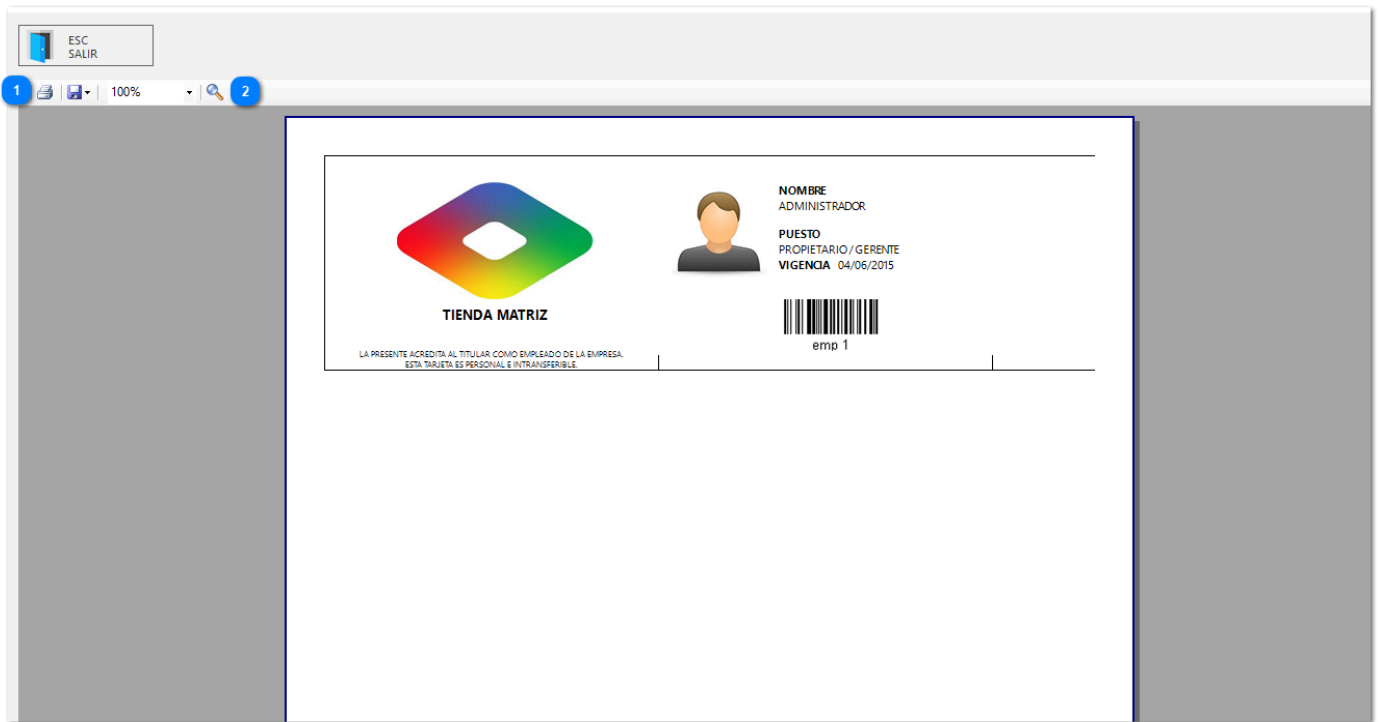 ESC
SALIR
1
100%
2
NOMBRE
ADMINISTRADOR
PUESTO
PROPIETARIO / GERENTE
VIGENCIA 04/06/2015
TIENDA MATRIZ
emp 1
LA PRESENTE ACREDITA AL TITULAR COMO EMPLEADO DE LA EMPRESA.
ESTA TARJETA ES PERSONAL E INTRANSFERIBLE.